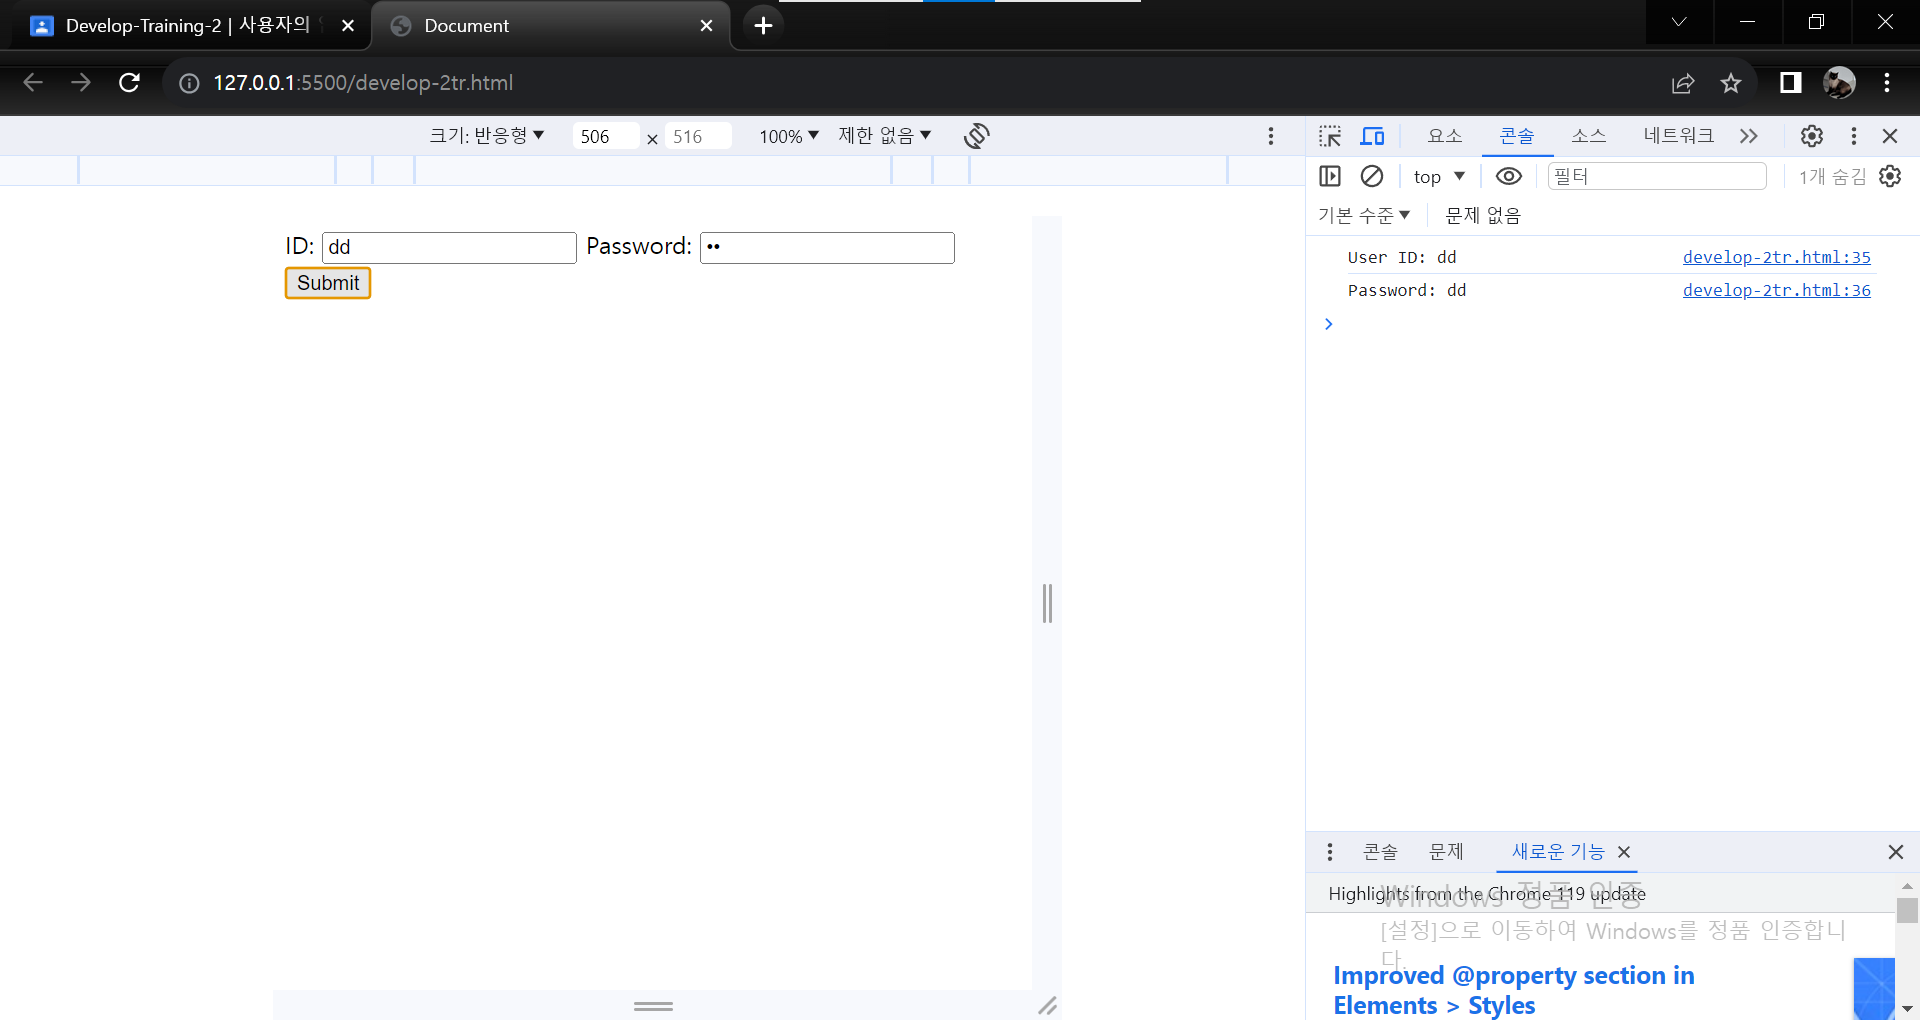 Develop-Training-2 | 사용자의
Document
127.0.0.1:5500/develop-2tr.html
크기: 반응형 506 × 516 100% 제한 없음
요소 콘솔 소스 네트워크
top 필터 1개 숨김
기본 수준 문제 없음
ID: dd Password: ••
Submit
User ID: dd develop-2tr.html:35
Password: dd develop-2tr.html:36
콘솔 문제 새로운 기능
Highlights from the Chrome 119 update
Windows 정품 인증
[설정]으로 이동하여 Windows를 정품 인증합니
다.
Improved @property section in
Elements > Styles